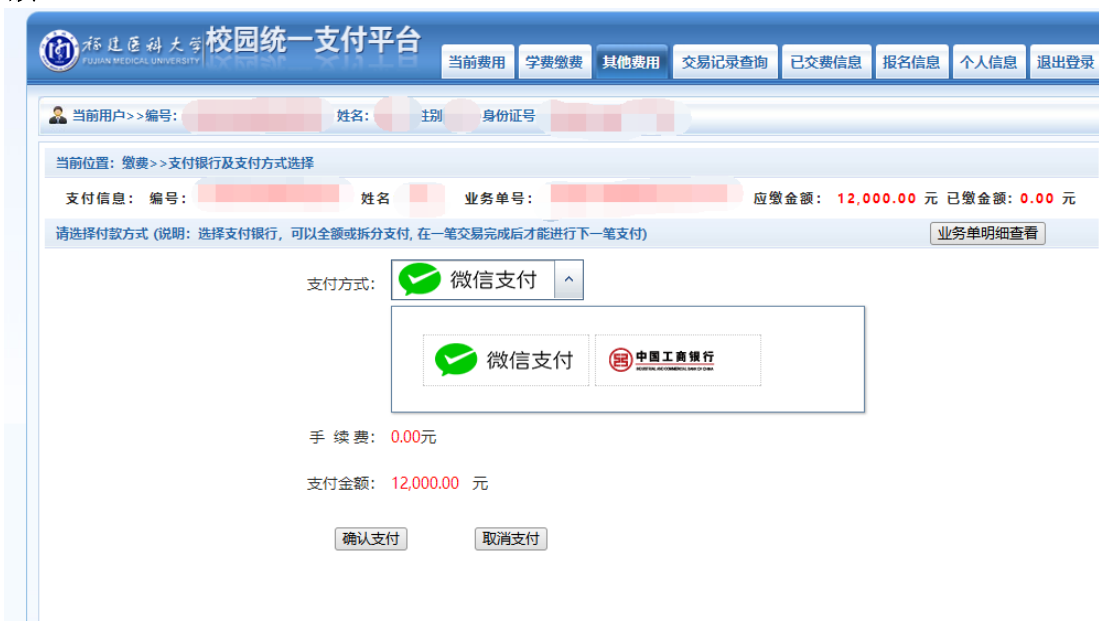 福建医科大学 校园统一支付平台
FUJIAN MEDICAL UNIVERSITY
当前费用 学费缴费 其他费用 交易记录查询 已交费信息 报名信息 个人信息 退出登录
当前用户>>编号: 姓名: 性别 身份证号
当前位置: 缴费>>支付银行及支付方式选择
支付信息: 编号: 姓名 业务单号: 应缴金额: 12,000.00 元 已缴金额: 0.00 元
请选择付款方式 (说明: 选择支付银行, 可以全额或拆分支付, 在一笔交易完成后才能进行下一笔支付) 业务单明细查看
支付方式: 微信支付
微信支付 中国工商银行
INDUSTRIAL AND COMMERCIAL BANK OF CHINA
手 续 费: 0.00元
支付金额: 12,000.00 元
确认支付 取消支付